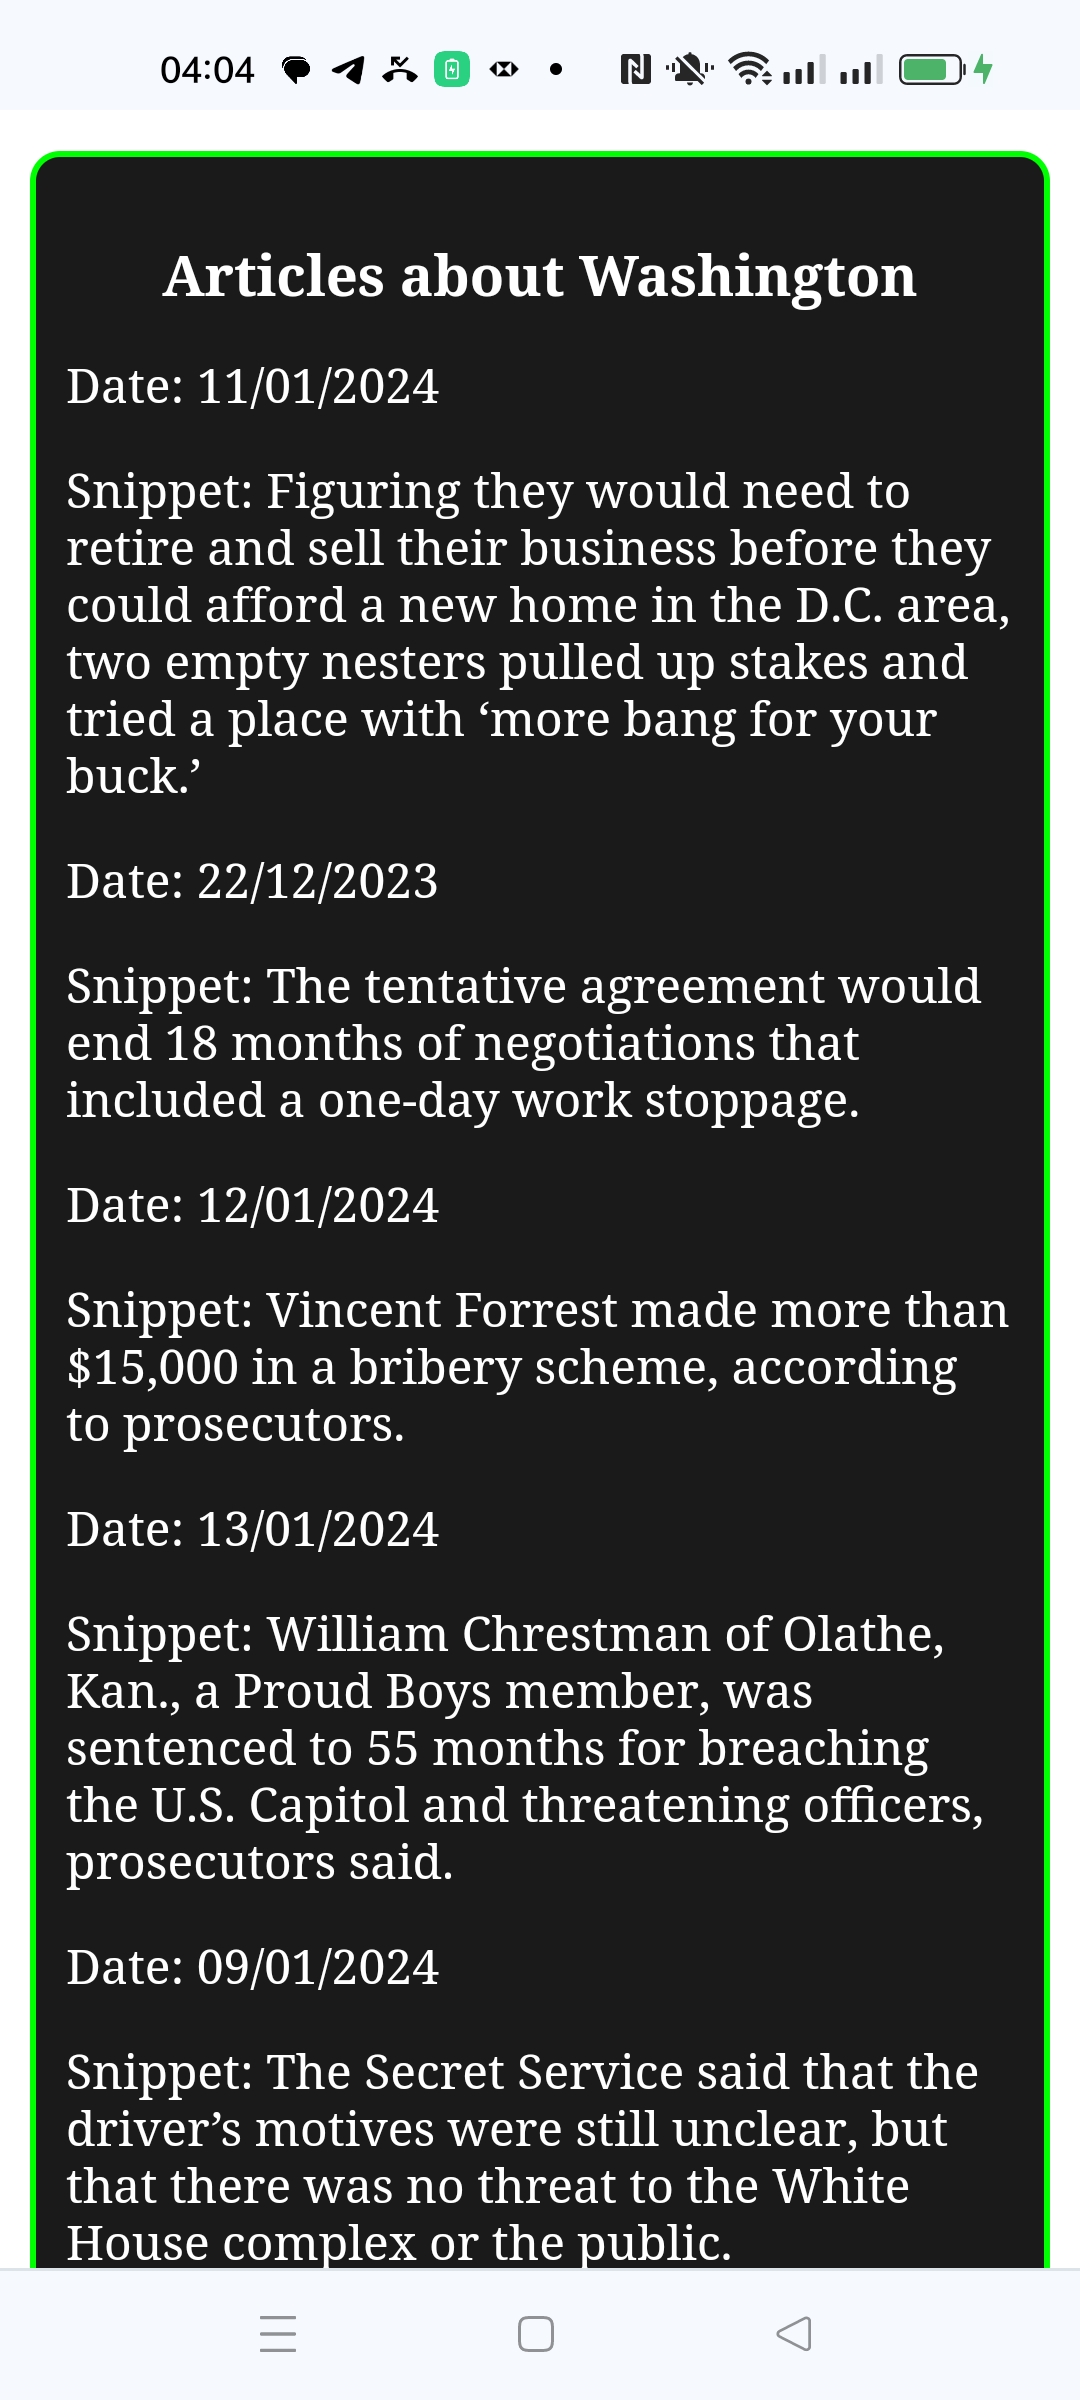 04:04
Articles about Washington
Date: 11/01/2024
Snippet: Figuring they would need to
retire and sell their business before they
could afford a new home in the D.C. area,
two empty nesters pulled up stakes and
tried a place with ‘more bang for your
buck.’
Date: 22/12/2023
Snippet: The tentative agreement would
end 18 months of negotiations that
included a one-day work stoppage.
Date: 12/01/2024
Snippet: Vincent Forrest made more than
$15,000 in a bribery scheme, according
to prosecutors.
Date: 13/01/2024
Snippet: William Chrestman of Olathe,
Kan., a Proud Boys member, was
sentenced to 55 months for breaching
the U.S. Capitol and threatening officers,
prosecutors said.
Date: 09/01/2024
Snippet: The Secret Service said that the
driver’s motives were still unclear, but
that there was no threat to the White
House complex or the public.